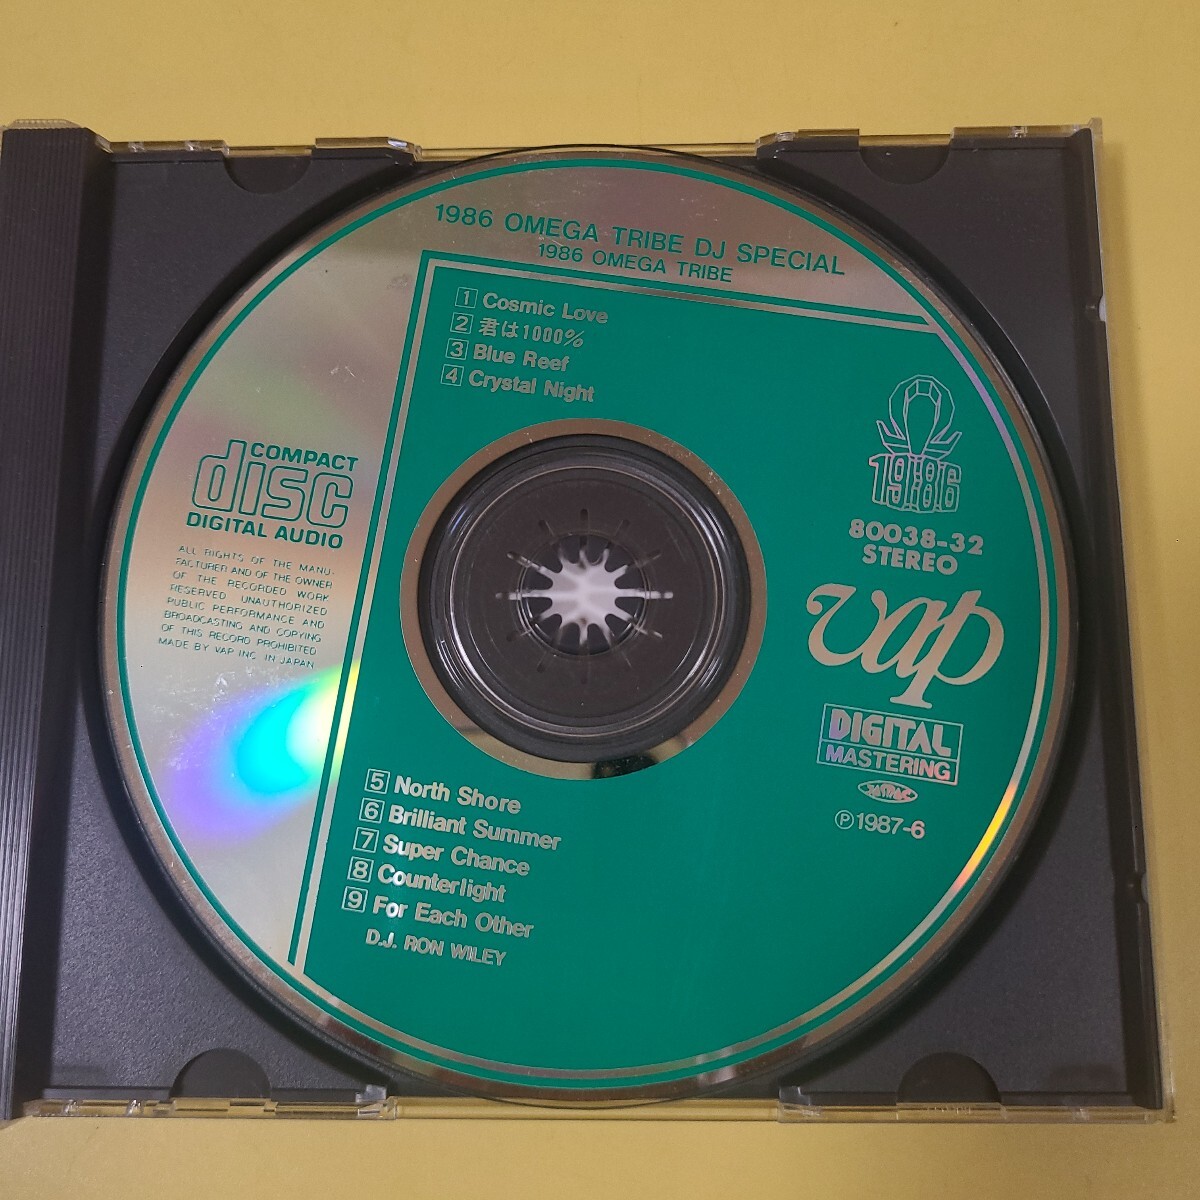 1986 OMEGA TRIBE DJ SPECIAL
1986 OMEGA TRIBE
1 Cosmic Love
2 君は1000%
3 Blue Reef
4 Crystal Night
1986
80038-32
STEREO
vap
DIGITAL
MASTERING
Ⓟ1987-6
COMPACT
disc
DIGITAL AUDIO
ALL RIGHTS OF THE MANU-
FACTURER AND OF THE OWNER
OF THE RECORDED WORK
RESERVED UNAUTHORIZED
PUBLIC PERFORMANCE AND
BROADCASTING AND COPYING
OF THIS RECORD PROHIBITED
MADE BY VAP INC. IN JAPAN.
5 North Shore
6 Brilliant Summer
7 Super Chance
8 Counterlight
9 For Each Other
D.J. RON WILEY